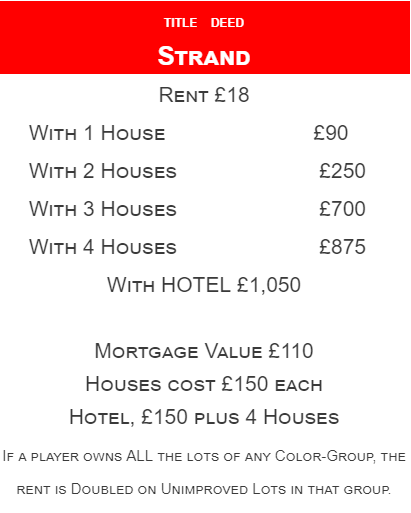 TITLE DEED
STRAND
RENT £18
WITH 1 HOUSE £90
WITH 2 HOUSES £250
WITH 3 HOUSES £700
WITH 4 HOUSES £875
WITH HOTEL £1,050
MORTGAGE VALUE £110
HOUSES COST £150 EACH
HOTEL, £150 PLUS 4 HOUSES
IF A PLAYER OWNS ALL THE LOTS OF ANY COLOR-GROUP, THE
RENT IS DOUBLED ON UNIMPROVED LOTS IN THAT GROUP.